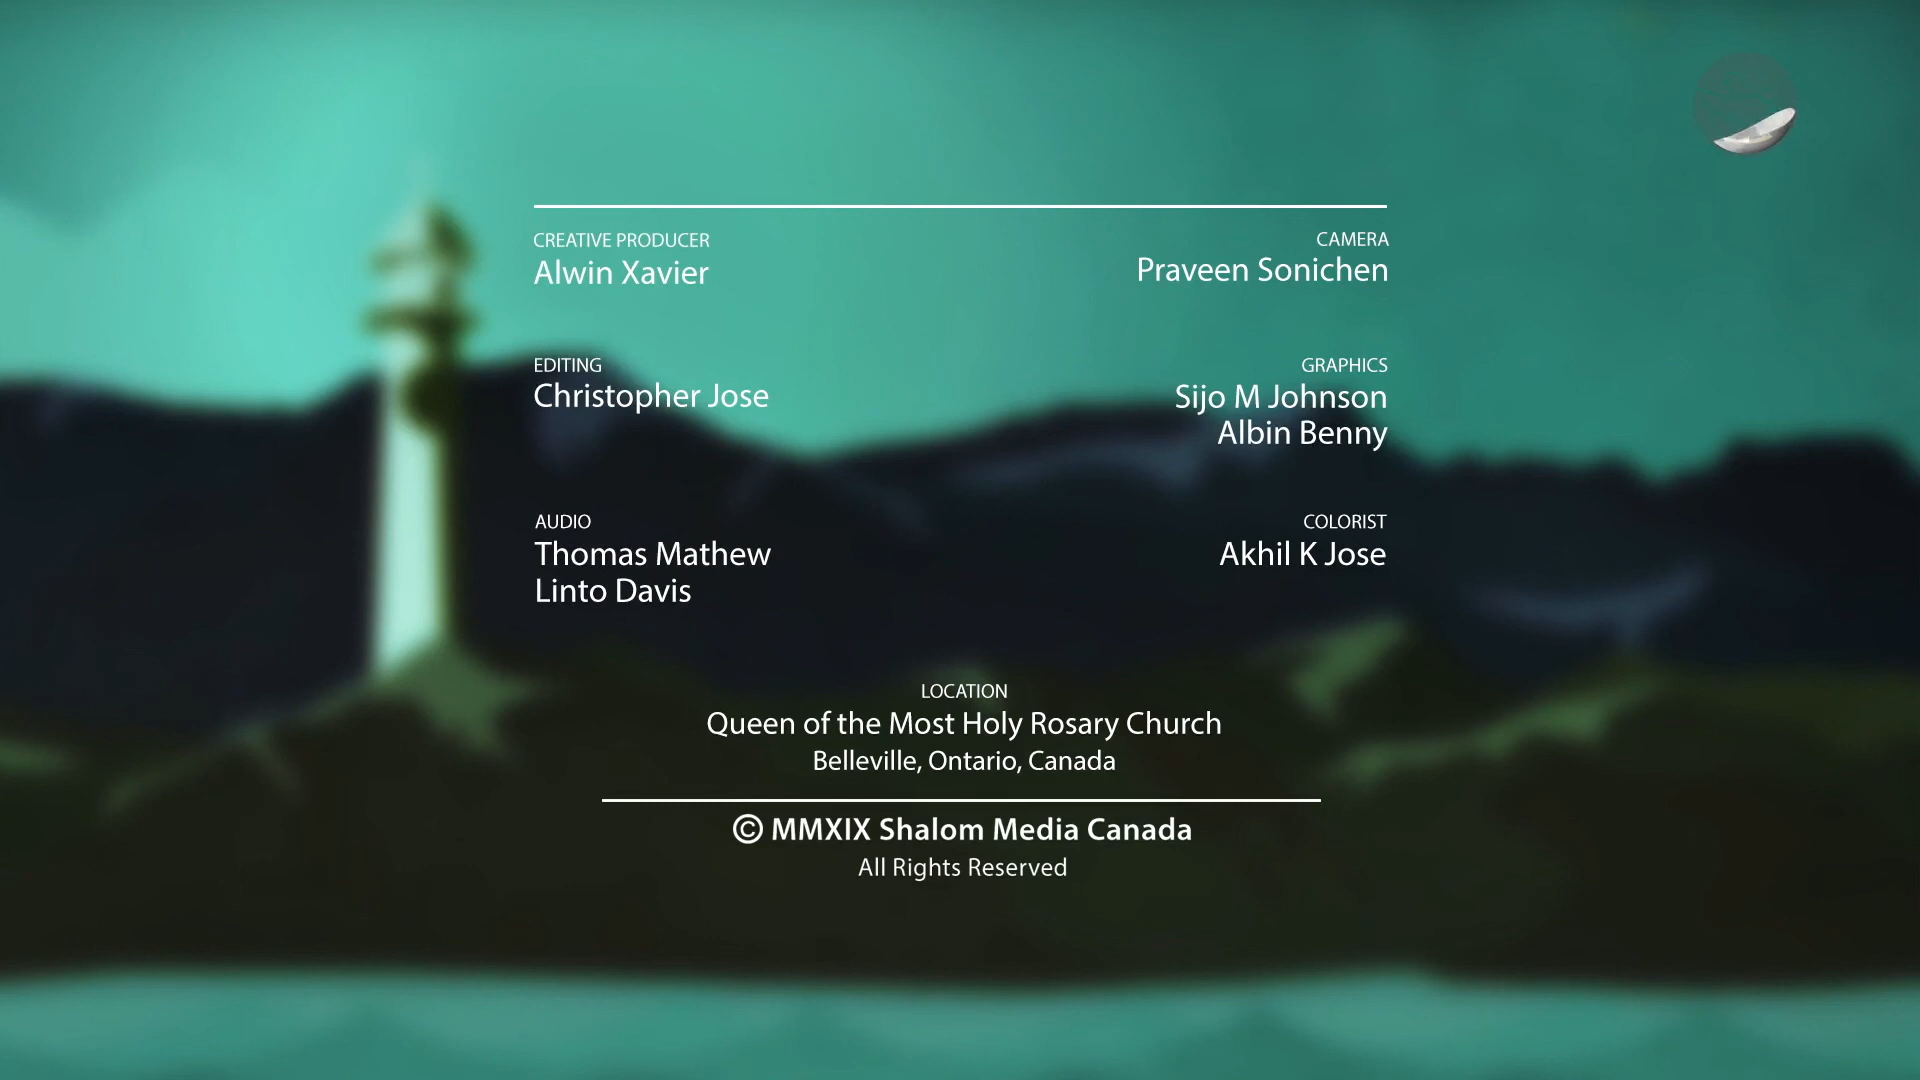 CREATIVE PRODUCER
Alwin Xavier
CAMERA
Praveen Sonichen
EDITING
Christopher Jose
GRAPHICS
Sijo M Johnson
Albin Benny
AUDIO
Thomas Mathew
Linto Davis
COLORIST
Akhil K Jose
LOCATION
Queen of the Most Holy Rosary Church
Belleville, Ontario, Canada
© MMXIX Shalom Media Canada
All Rights Reserved